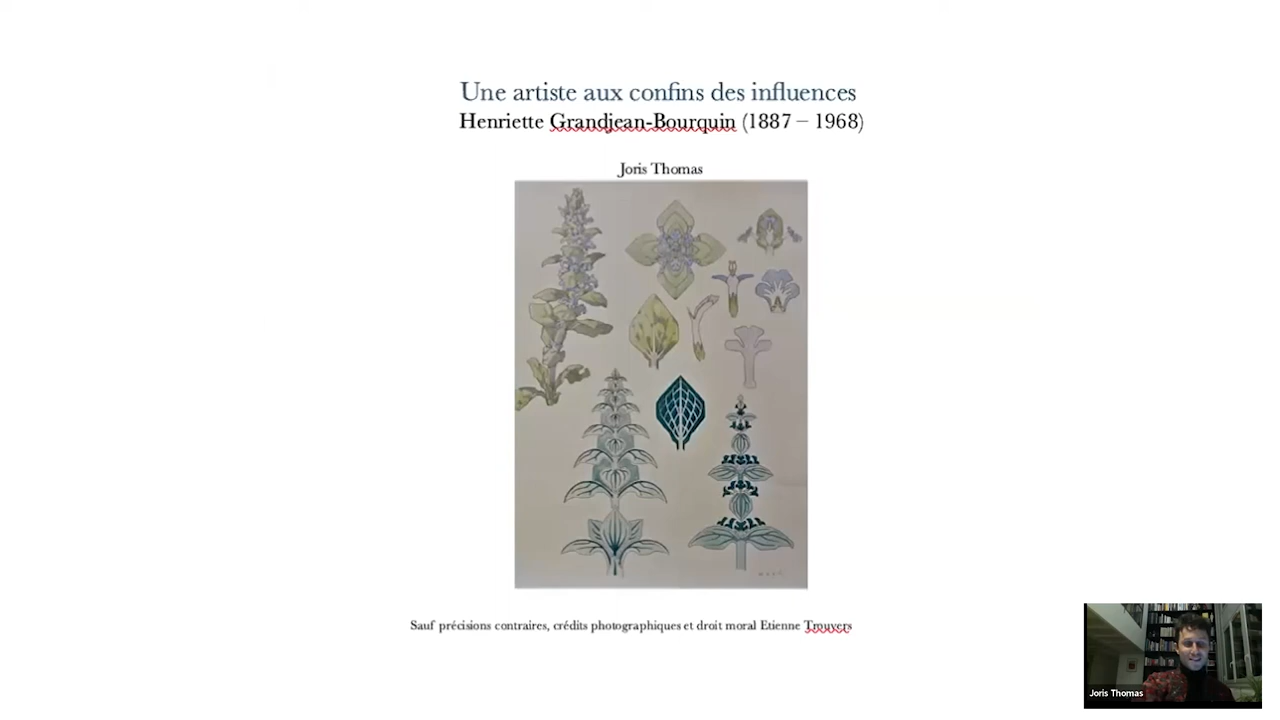 Une artiste aux confins des influences
Henriette Grandjean-Bourquin (1887 – 1968)
Joris Thomas
Sauf précisions contraires, crédits photographiques et droit moral Etienne Trouvers
Joris Thomas